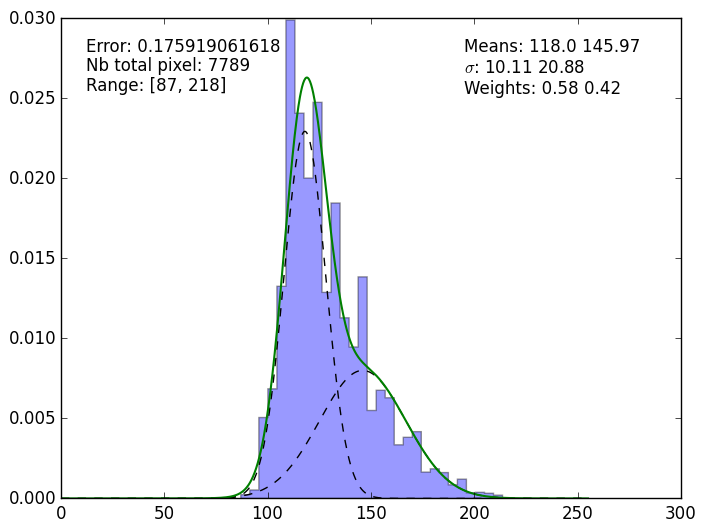 Error: 0.175919061618
Nb total pixel: 7789
Range: [87, 218]
Means: 118.0 145.97
σ: 10.11 20.88
Weights: 0.58 0.42
0.030
0.025
0.020
0.015
0.010
0.005
0.000
0 50 100 150 200 250 300